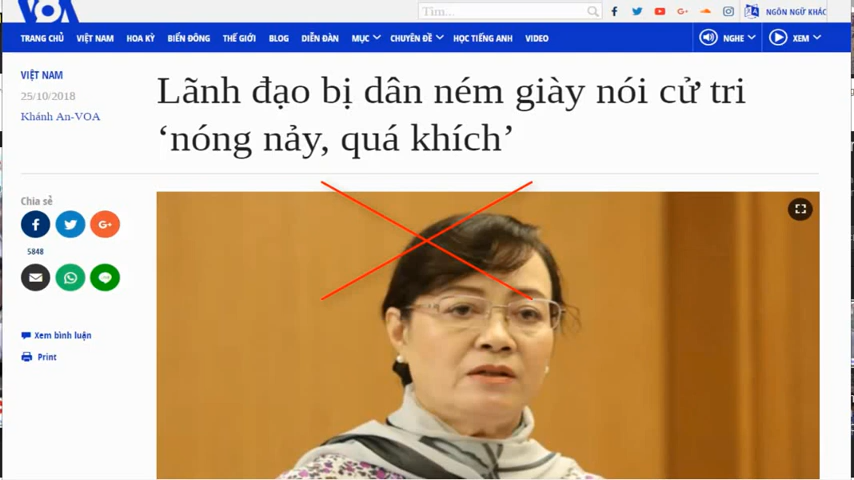 VOA
Tìm...
NGÔN NGỮ KHÁC
TRANG CHỦ VIỆT NAM HOA KỲ BIỂN ĐÔNG THẾ GIỚI BLOG DIỄN ĐÀN MỤC CHUYÊN ĐỀ HỌC TIẾNG ANH VIDEO NGHE XEM
VIỆT NAM
25/10/2018
Khánh An-VOA
Lãnh đạo bị dân ném giày nói cử tri
‘nóng nảy, quá khích’
Chia sẻ
5848
Xem bình luận
Print